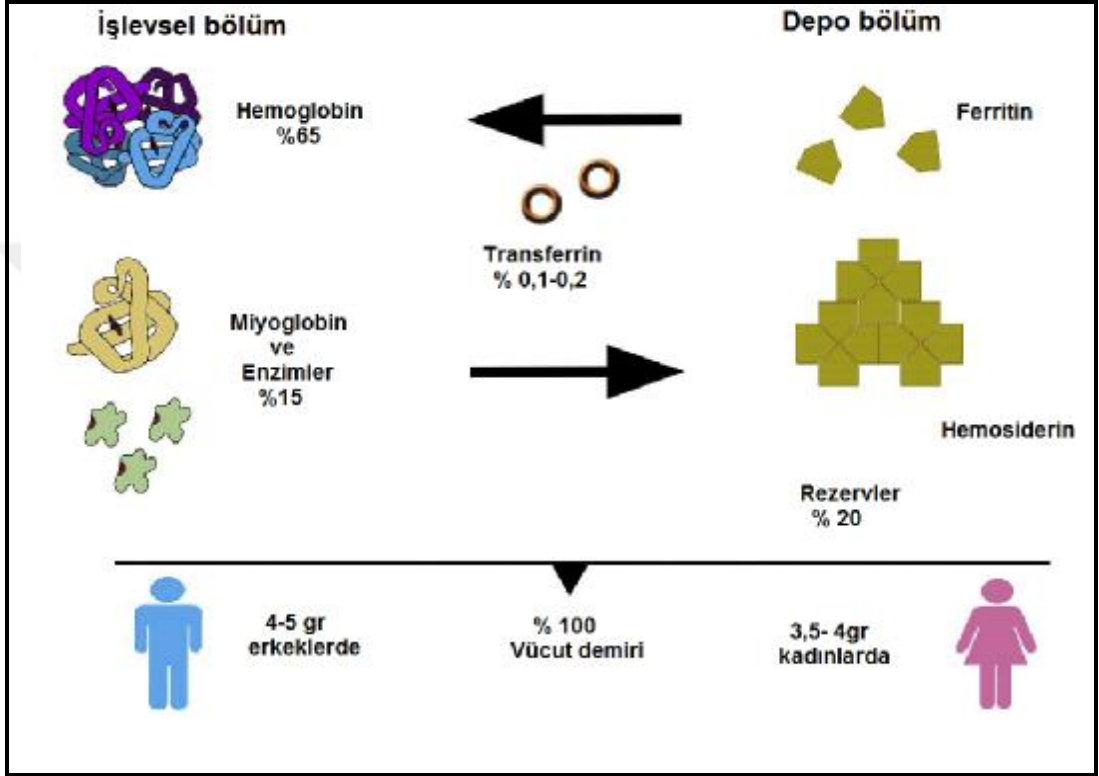 İşlevsel bölüm
Depo bölüm
Hemoglobin
%65
Ferritin
Transferrin
% 0,1-0,2
Miyoglobin
ve
Enzimler
%15
Hemosiderin
Rezervler
% 20
4-5 gr
erkeklerde
% 100
Vücut demiri
3,5- 4gr
kadınlarda